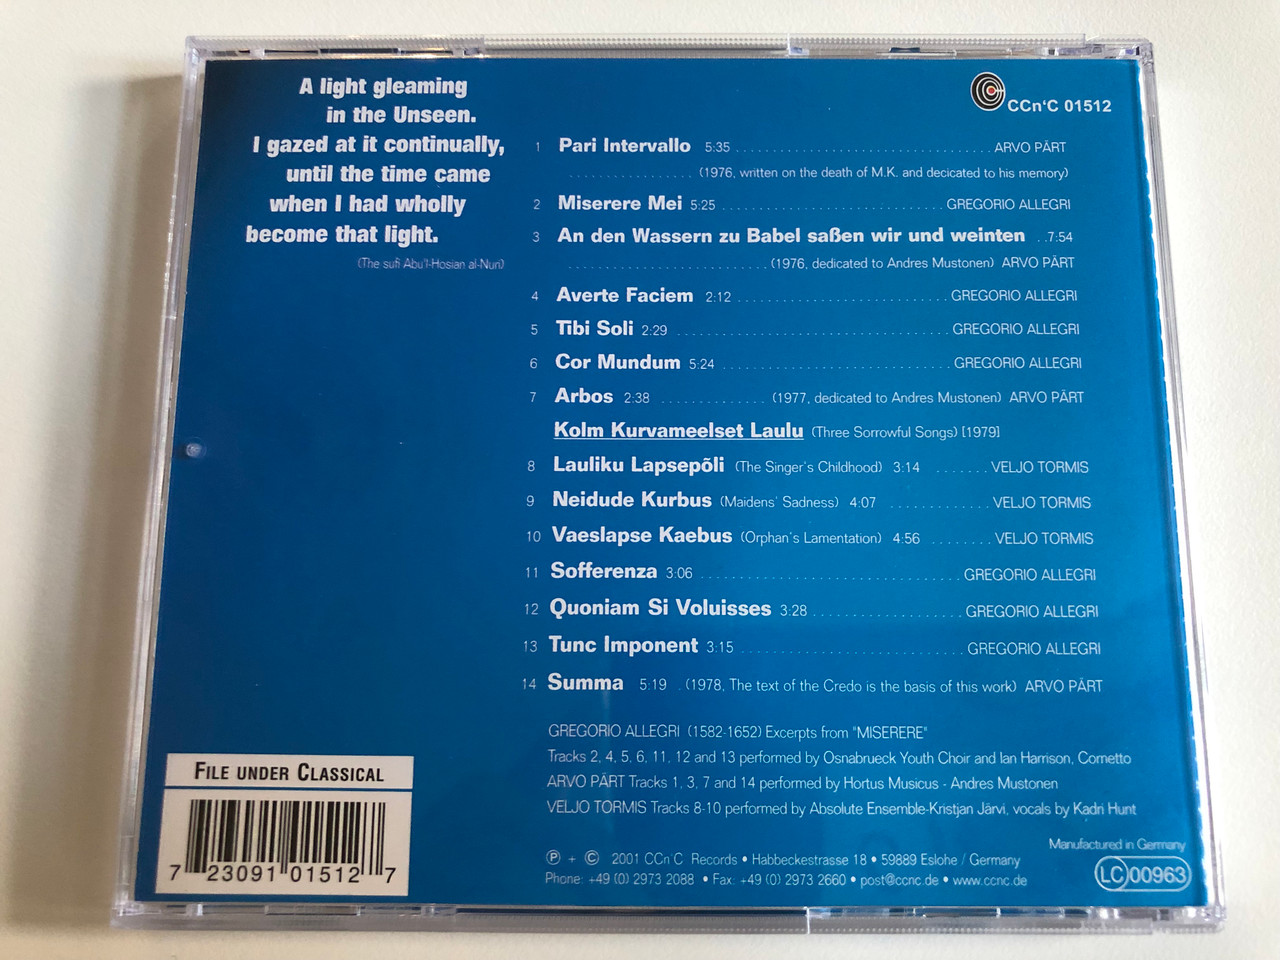 A light gleaming
in the Unseen.
I gazed at it continually,
until the time came
when I had wholly
become that light.
(The sufi Abu'l-Hosian al-Nuri)
CCn'C 01512
1 Pari Intervallo 5:35 ........ ARVO PÄRT
........ (1976, written on the death of M.K. and decicated to his memory)
2 Miserere Mei 5:25 ........ GREGORIO ALLEGRI
3 An den Wassern zu Babel saßen wir und weinten ..7:54
........ (1976, dedicated to Andres Mustonen) ARVO PÄRT
4 Averte Faciem 2:12 ........ GREGORIO ALLEGRI
5 Tibi Soli 2:29 ........ GREGORIO ALLEGRI
6 Cor Mundum 5:24 ........ GREGORIO ALLEGRI
7 Arbos 2:38 ........ (1977, dedicated to Andres Mustonen) ARVO PÄRT
Kolm Kurvameelset Laulu (Three Sorrowful Songs) [1979]
8 Lauliku Lapsepõli (The Singer's Childhood) 3:14 ....... VELJO TORMIS
9 Neidude Kurbus (Maidens' Sadness) 4:07 ........ VELJO TORMIS
10 Vaeslapse Kaebus (Orphan's Lamentation) 4:56 ........ VELJO TORMIS
11 Sofferenza 3:06 ........ GREGORIO ALLEGRI
12 Quoniam Si Voluisses 3:28 ........ GREGORIO ALLEGRI
13 Tunc Imponent 3:15 ........ GREGORIO ALLEGRI
14 Summa 5:19 . (1978, The text of the Credo is the basis of this work) ARVO PÄRT
GREGORIO ALLEGRI (1582-1652) Excerpts from "MISERERE"
Tracks 2, 4, 5, 6, 11, 12 and 13 performed by Osnabrueck Youth Choir and Ian Harrison, Cornetto
ARVO PÄRT Tracks 1, 3, 7 and 14 performed by Hortus Musicus - Andres Mustonen
VELJO TORMIS Tracks 8-10 performed by Absolute Ensemble-Kristjan Järvi, vocals by Kadri Hunt
FILE UNDER CLASSICAL
7 23091 01512 7
℗ + © 2001 CCn'C Records • Habbeckestrasse 18 • 59889 Eslohe / Germany
Phone: +49 (0) 2973 2088 • Fax: +49 (0) 2973 2660 • post@ccnc.de • www.ccnc.de
Manufactured in Germany
LC 00963